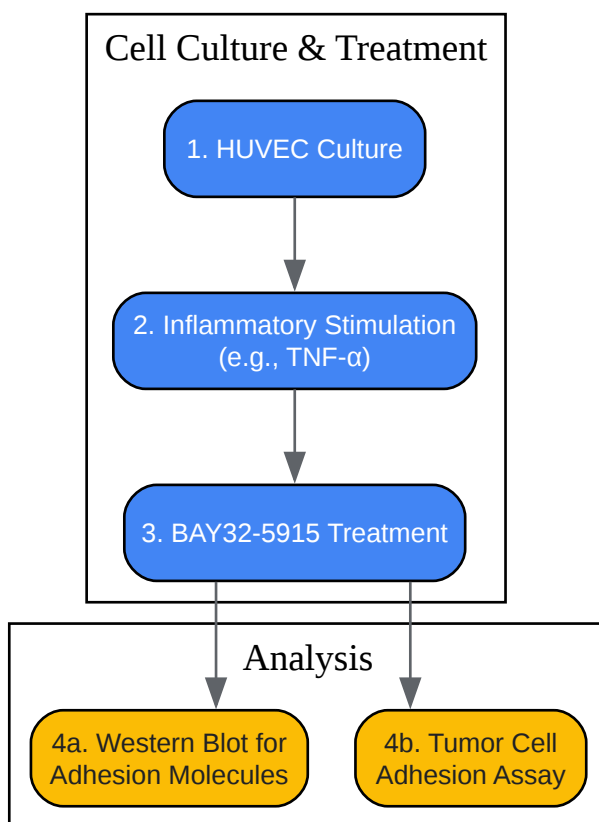 Cell Culture & Treatment
1. HUVEC Culture
2. Inflammatory Stimulation
(e.g., TNF-α)
3. BAY32-5915 Treatment
Analysis
4a. Western Blot for
Adhesion Molecules
4b. Tumor Cell
Adhesion Assay